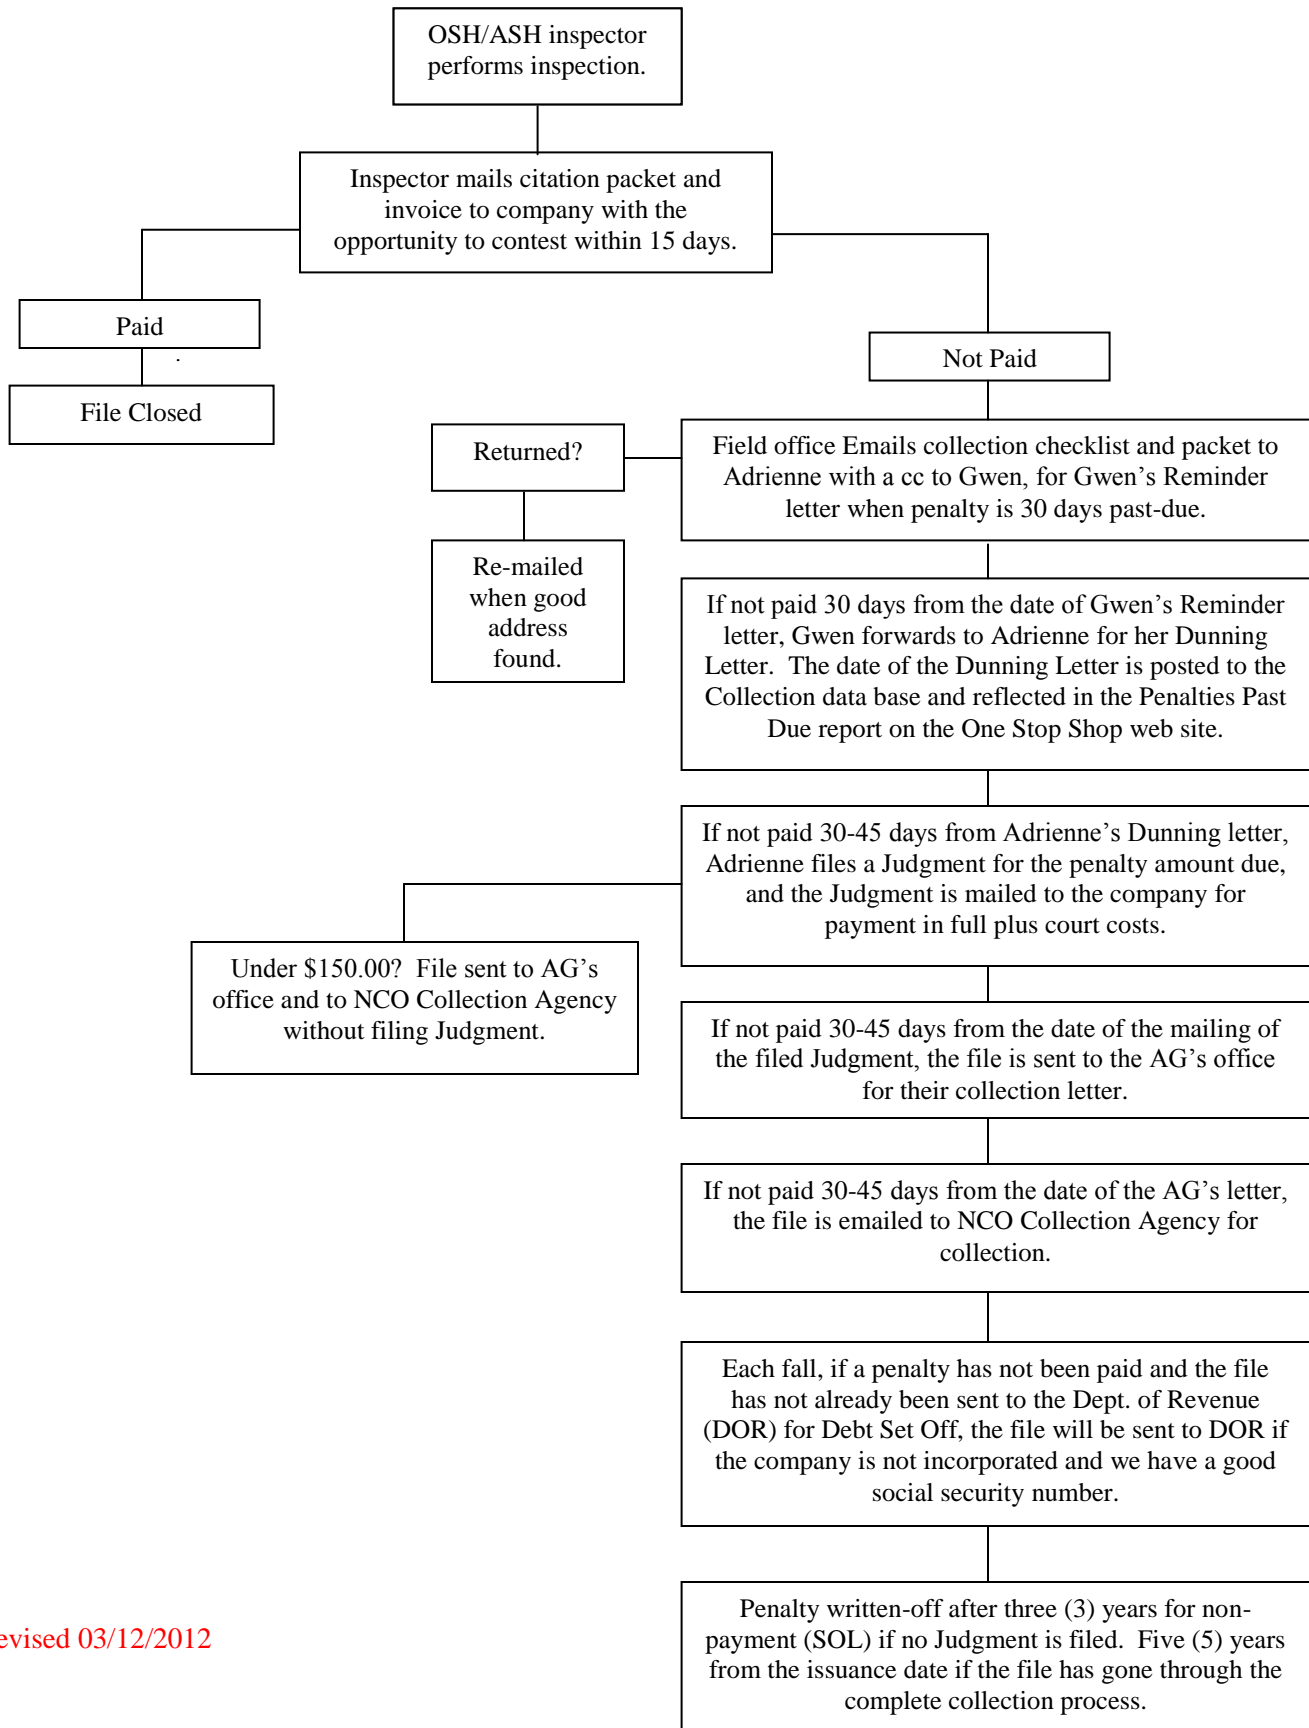 OSH/ASH inspector
performs inspection.
Inspector mails citation packet and
invoice to company with the
opportunity to contest within 15 days.
Paid
.
File Closed
Not Paid
Returned?
Re-mailed
when good
address
found.
Field office Emails collection checklist and packet to
Adrienne with a cc to Gwen, for Gwen’s Reminder
letter when penalty is 30 days past-due.
If not paid 30 days from the date of Gwen’s Reminder
letter, Gwen forwards to Adrienne for her Dunning
Letter.  The date of the Dunning Letter is posted to the
Collection data base and reflected in the Penalties Past
Due report on the One Stop Shop web site.
If not paid 30-45 days from Adrienne’s Dunning letter,
Adrienne files a Judgment for the penalty amount due,
and the Judgment is mailed to the company for
payment in full plus court costs.
Under $150.00?  File sent to AG’s
office and to NCO Collection Agency
without filing Judgment.
If not paid 30-45 days from the date of the mailing of
the filed Judgment, the file is sent to the AG’s office
for their collection letter.
If not paid 30-45 days from the date of the AG’s letter,
the file is emailed to NCO Collection Agency for
collection.
Each fall, if a penalty has not been paid and the file
has not already been sent to the Dept. of Revenue
(DOR) for Debt Set Off, the file will be sent to DOR if
the company is not incorporated and we have a good
social security number.
Penalty written-off after three (3) years for non-
payment (SOL) if no Judgment is filed.  Five (5) years
from the issuance date if the file has gone through the
complete collection process.
evised 03/12/2012